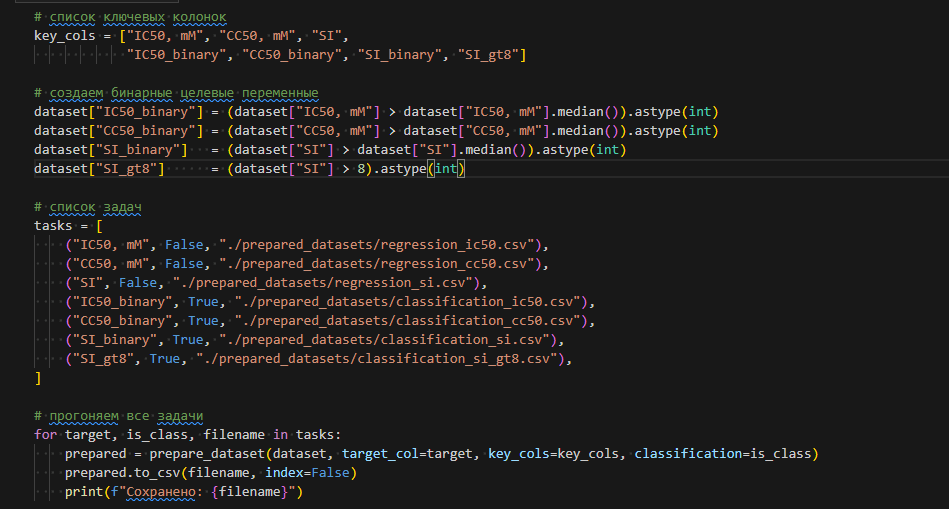 # список ключевых колонок
key_cols = ["IC50, mM", "CC50, mM", "SI",
"IC50_binary", "CC50_binary", "SI_binary", "SI_gt8"]
# создаем бинарные целевые переменные
dataset["IC50_binary"] = (dataset["IC50, mM"] > dataset["IC50, mM"].median()).astype(int)
dataset["CC50_binary"] = (dataset["CC50, mM"] > dataset["CC50, mM"].median()).astype(int)
dataset["SI_binary"] = (dataset["SI"] > dataset["SI"].median()).astype(int)
dataset["SI_gt8"] = (dataset["SI"] > 8).astype(int)
# список задач
tasks = [
("IC50, mM", False, "./prepared_datasets/regression_ic50.csv"),
("CC50, mM", False, "./prepared_datasets/regression_cc50.csv"),
("SI", False, "./prepared_datasets/regression_si.csv"),
("IC50_binary", True, "./prepared_datasets/classification_ic50.csv"),
("CC50_binary", True, "./prepared_datasets/classification_cc50.csv"),
("SI_binary", True, "./prepared_datasets/classification_si.csv"),
("SI_gt8", True, "./prepared_datasets/classification_si_gt8.csv"),
]
# прогоняем все задачи
for target, is_class, filename in tasks:
prepared = prepare_dataset(dataset, target_col=target, key_cols=key_cols, classification=is_class)
prepared.to_csv(filename, index=False)
print(f"Сохранено: {filename}")